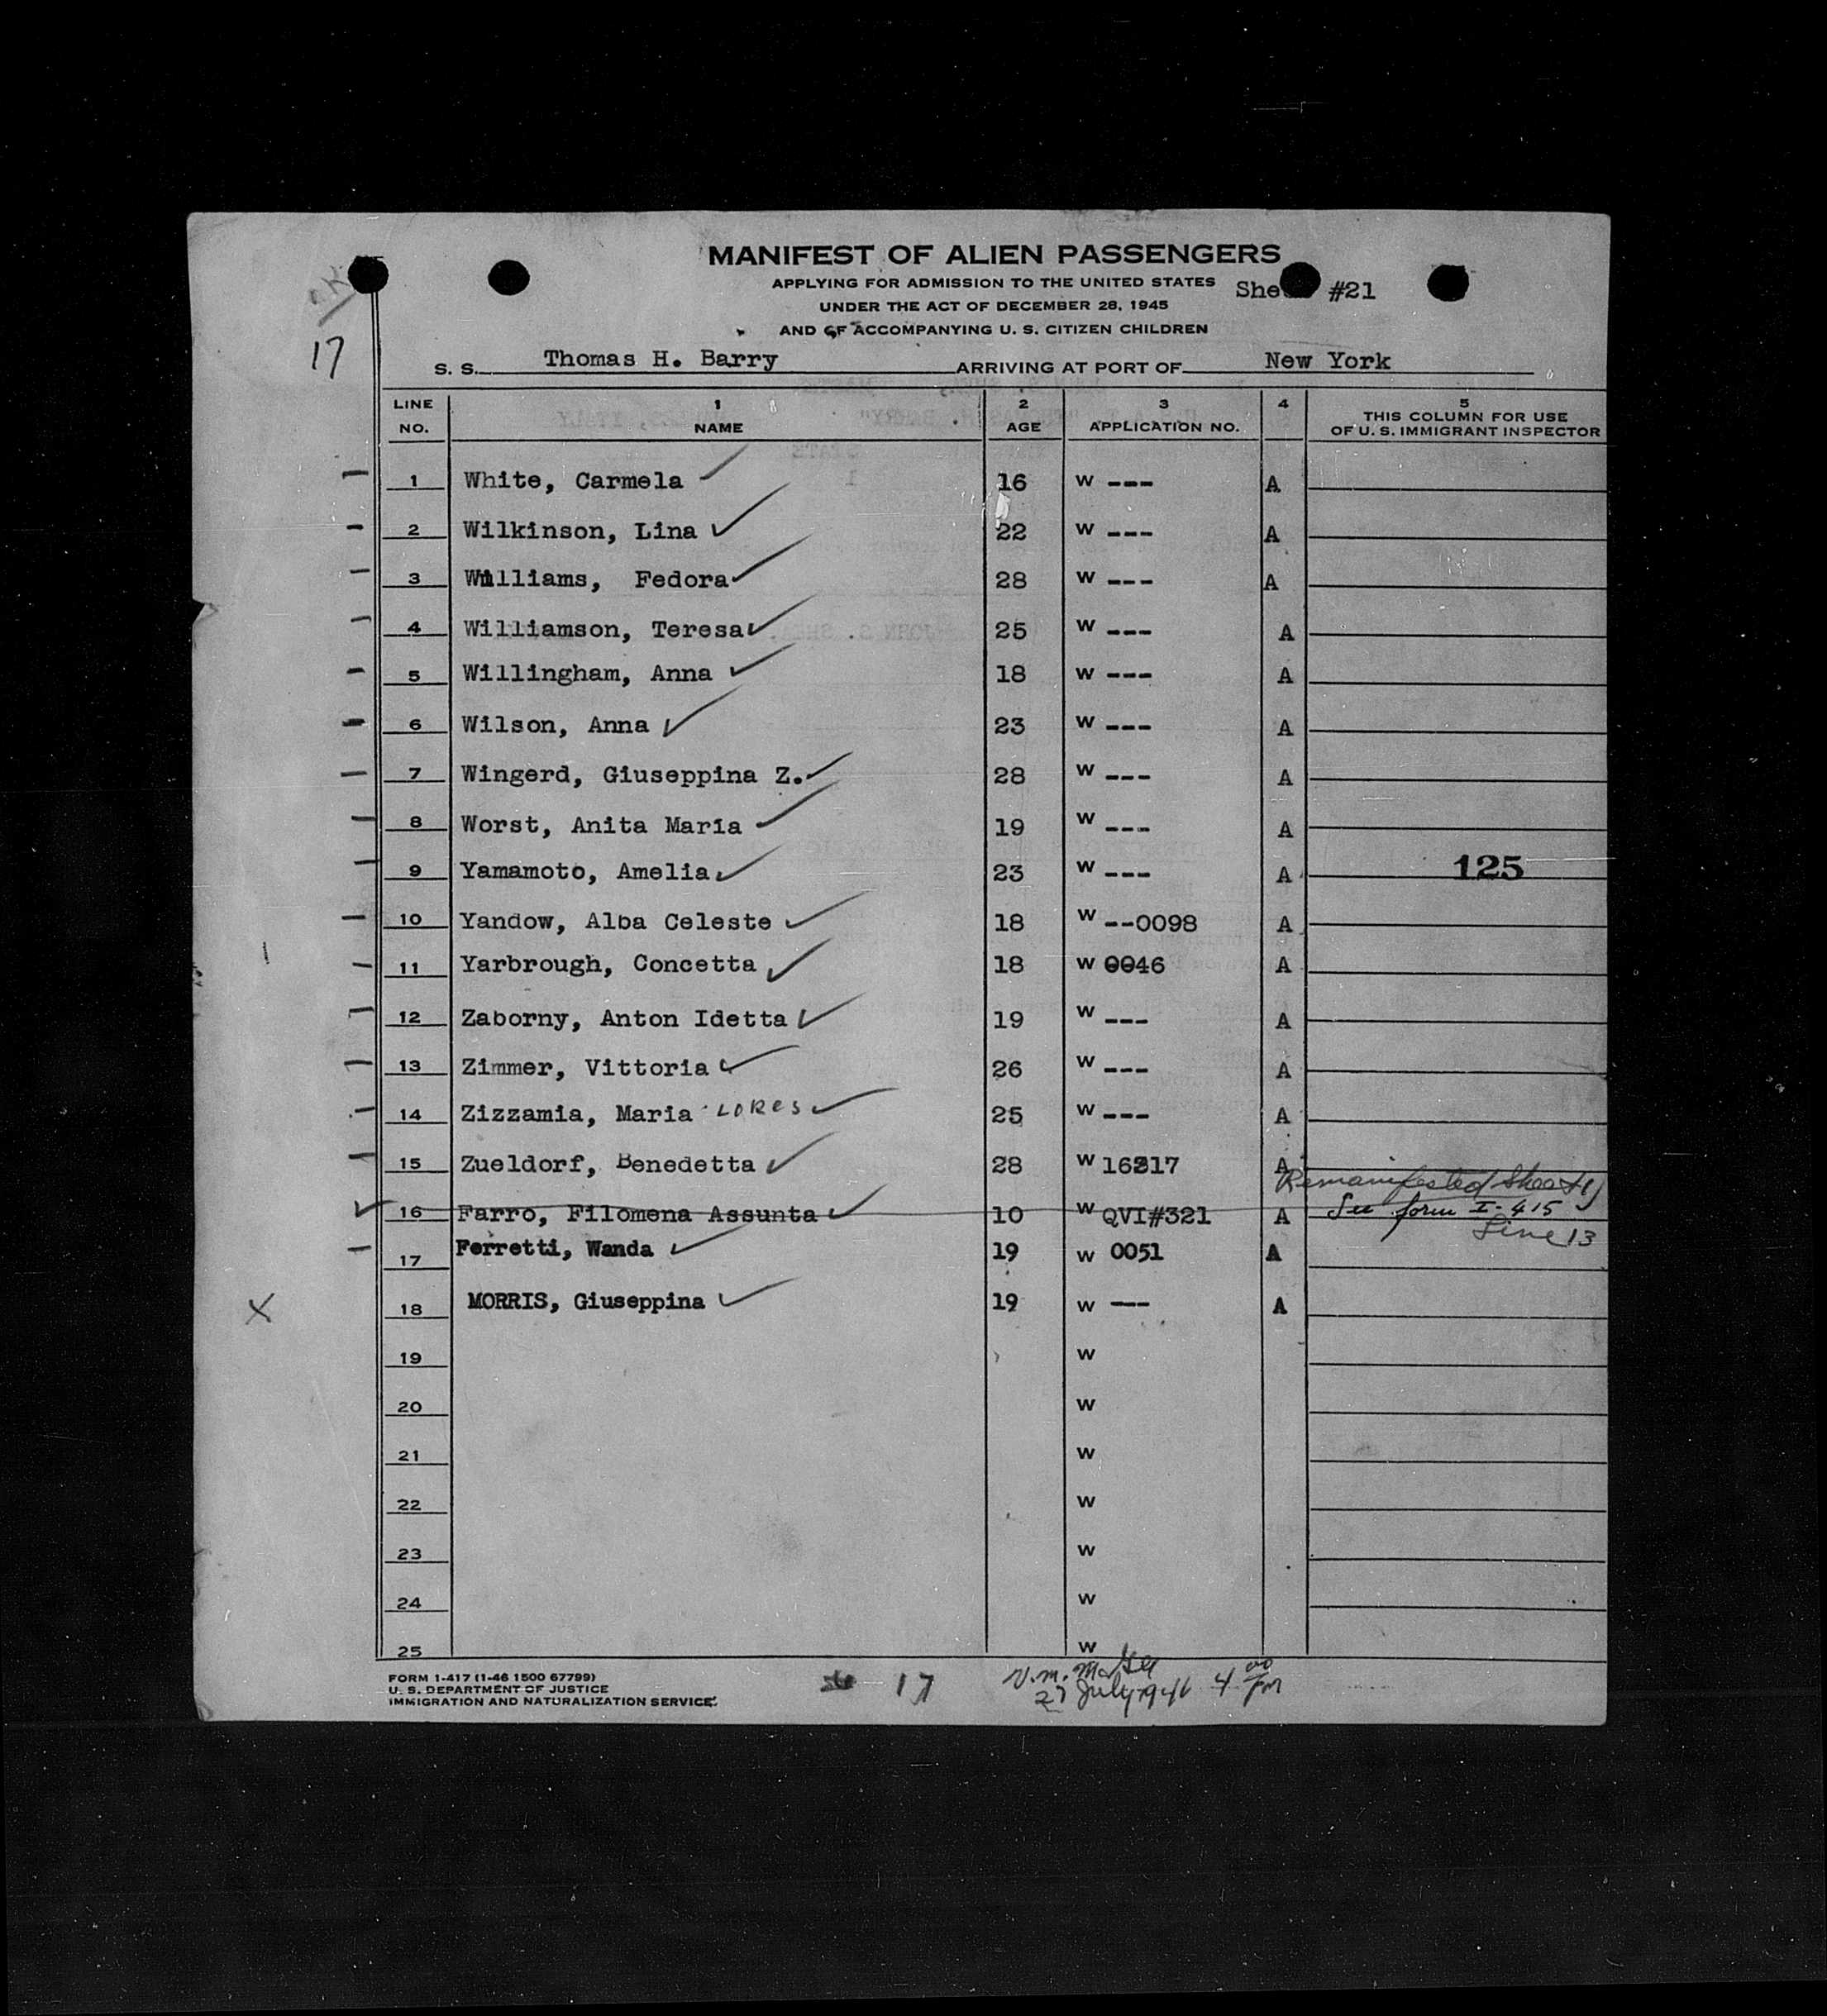 MANIFEST OF ALIEN PASSENGERS
APPLYING FOR ADMISSION TO THE UNITED STATES
She #21
UNDER THE ACT OF DECEMBER 28, 1945
AND OF ACCOMPANYING U. S. CITIZEN CHILDREN
17
S. S. Thomas H. Barry ARRIVING AT PORT OF New York
LINE NO. 1 NAME 2 AGE 3 APPLICATION NO. 4 5 THIS COLUMN FOR USE OF U. S. IMMIGRANT INSPECTOR
1 White, Carmela 16 W --- A
2 Wilkinson, Lina 22 W --- A
3 Williams, Fedora 28 W --- A
4 Williamson, Teresa 25 W --- A
5 Willingham, Anna 18 W --- A
6 Wilson, Anna 23 W --- A
7 Wingerd, Giuseppina Z. 28 W --- A
8 Worst, Anita Maria 19 W --- A
9 Yamamoto, Amelia 23 W --- A 125
10 Yandow, Alba Celeste 18 W --0098 A
11 Yarbrough, Concetta 18 W 0046 A
12 Zaborny, Anton Idetta 19 W --- A
13 Zimmer, Vittoria 26 W --- A
14 Zizzamia, Maria LORES 25 W --- A
15 Zueldorf, Benedetta 28 W 16317 A
Remanifested Sheet
16 Farro, Filomena Assunta 10 W QVI#321 A See form I-415
Line 13
17 Ferretti, Wanda 19 W 0051 A
X 18 MORRIS, Giuseppina 19 W --- A
19 W
20 W
21 W
22 W
23 W
24 W
25 W
FORM I-417 (1-46 1500 67799)
U. S. DEPARTMENT OF JUSTICE
IMMIGRATION AND NATURALIZATION SERVICE
17
27 July 1946 4 00 PM